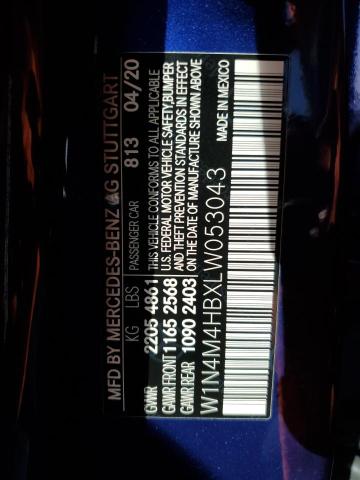 MFD BY MERCEDES-BENZ AG STUTTGART
KG LBS PASSENGER CAR 813 04/20
GVWR 2205 4861 THIS VEHICLE CONFORMS TO ALL APPLICABLE
GAWR FRONT 1165 2568 U.S. FEDERAL MOTOR VEHICLE SAFETY, BUMPER
GAWR REAR 1090 2403 AND THEFT PREVENTION STANDARDS IN EFFECT
ON THE DATE OF MANUFACTURE SHOWN ABOVE
W1N4M4HBXLW053043 MADE IN MEXICO